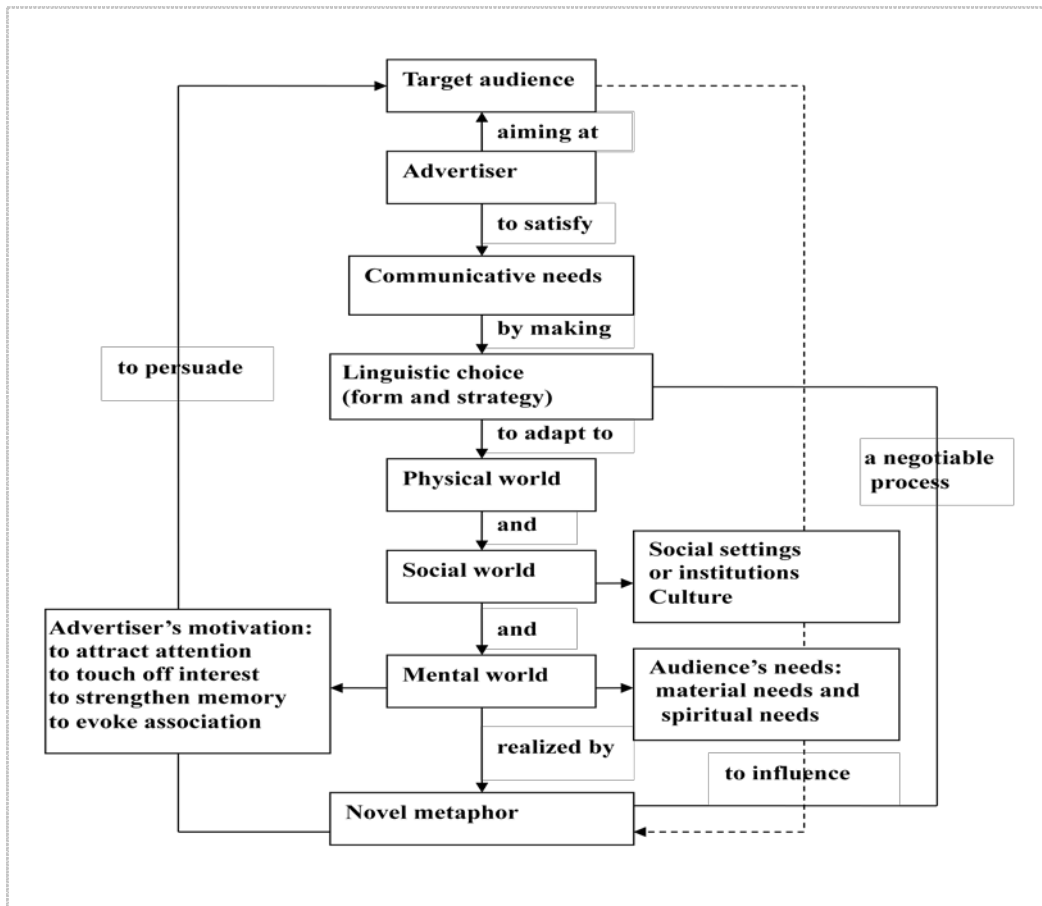 Target audience
aiming at
Advertiser
to satisfy
Communicative needs
by making
to persuade
Linguistic choice
(form and strategy)
to adapt to
a negotiable
process
Physical world
and
Social world
Social settings
or institutions
Culture
and
Advertiser’s motivation:
to attract attention
to touch off interest
to strengthen memory
to evoke association
Mental world
Audience’s needs:
material needs and
spiritual needs
realized by
to influence
Novel metaphor